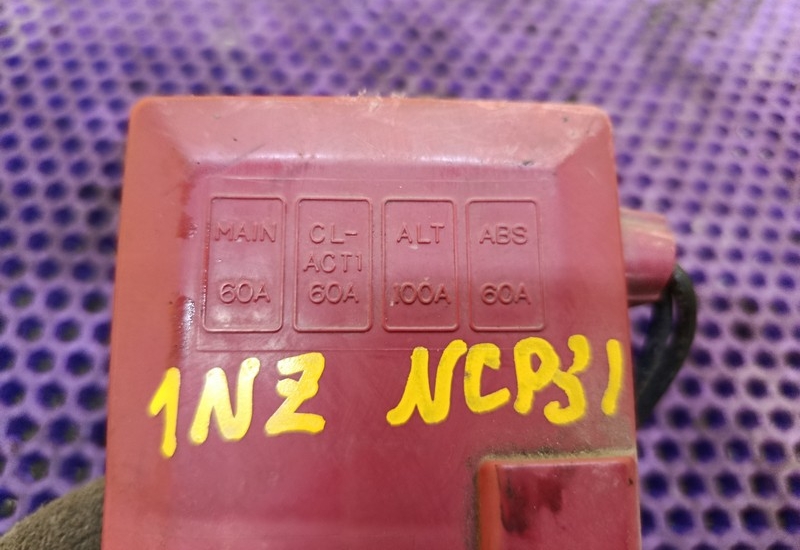 MAIN CL- ALT ABS
ACT1
60A 60A 100A 60A
1NZ NCP31